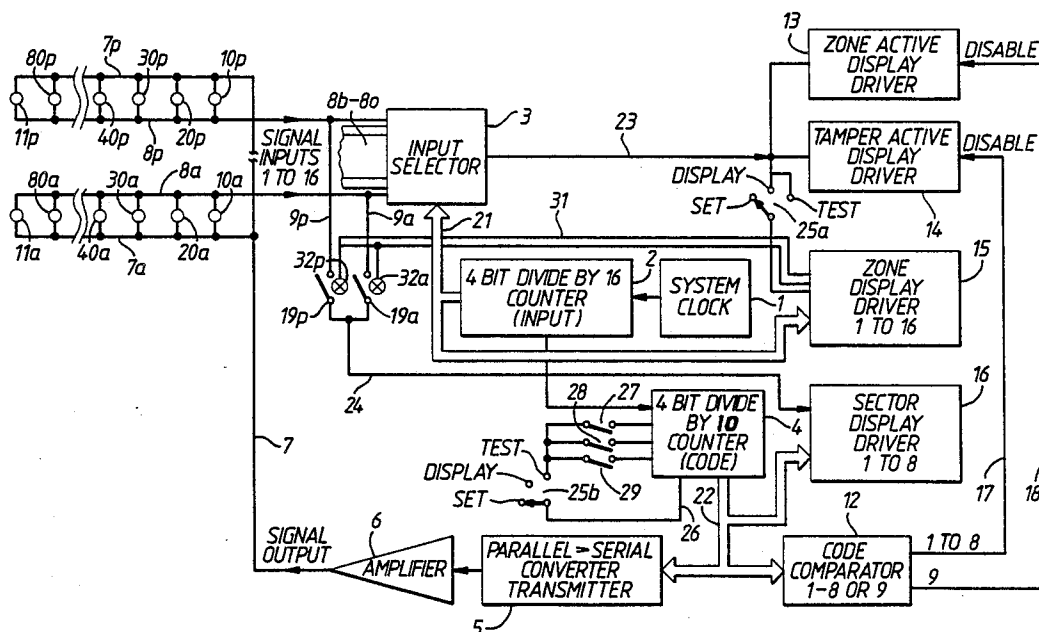 80p
7p
30p
10p
11p
40p
20p
8p
8b-8o
3
INPUT
SELECTOR
SIGNAL
INPUTS
1 TO 16
80a
8a
30a
10a
11a
40a
20a
7a
9p
9a
21
31
32p
32a
19p
19a
24
23
13
ZONE ACTIVE
DISPLAY
DRIVER
DISABLE
TAMPER ACTIVE
DISPLAY
DRIVER
DISABLE
14
DISPLAY
SET
TEST
25a
4 BIT DIVIDE BY 16
COUNTER
(INPUT)
2
SYSTEM
CLOCK
1
15
ZONE
DISPLAY
DRIVER
1 TO 16
28
27
29
4 BIT DIVIDE
BY 10
COUNTER
(CODE)
4
16
SECTOR
DISPLAY
DRIVER
1 TO 8
TEST
DISPLAY
SET
25b
26
22
17
18
7
SIGNAL
OUTPUT
6
AMPLIFIER
PARALLEL>SERIAL
CONVERTER
TRANSMITTER
5
12
CODE
COMPARATOR
1-8 OR 9
1 TO 8
9